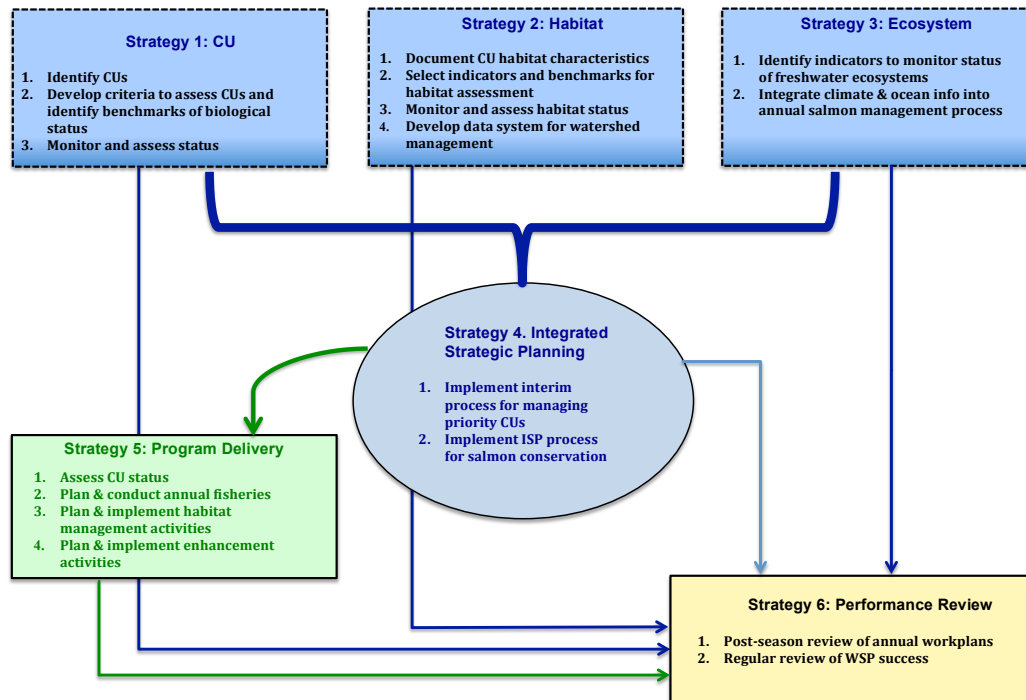 Strategy 1: CU
1. Identify CUs
2. Develop criteria to assess CUs and
identify benchmarks of biological
status
3. Monitor and assess status
Strategy 2: Habitat
1. Document CU habitat characteristics
2. Select indicators and benchmarks for
habitat assessment
3. Monitor and assess habitat status
4. Develop data system for watershed
management
Strategy 3: Ecosystem
1. Identify indicators to monitor status
of freshwater ecosystems
2. Integrate climate & ocean info into
annual salmon management process
Strategy 4. Integrated
Strategic Planning
1. Implement interim
process for managing
priority CUs
2. Implement ISP process
for salmon conservation
Strategy 5: Program Delivery
1. Assess CU status
2. Plan & conduct annual fisheries
3. Plan & implement habitat
management activities
4. Plan & implement enhancement
activities
Strategy 6: Performance Review
1. Post-season review of annual workplans
2. Regular review of WSP success